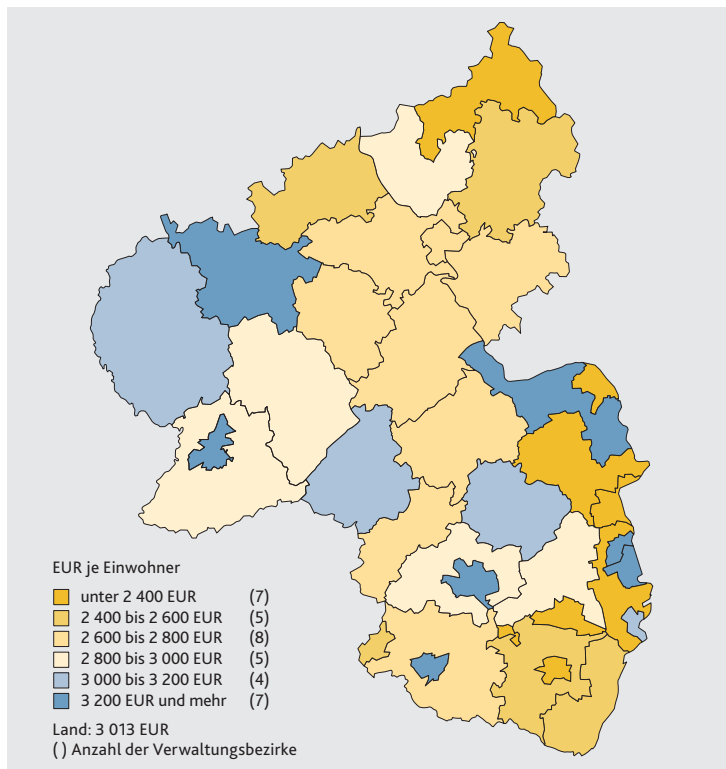 EUR je Einwohner
unter 2 400 EUR (7)
2 400 bis 2 600 EUR (5)
2 600 bis 2 800 EUR (8)
2 800 bis 3 000 EUR (5)
3 000 bis 3 200 EUR (4)
3 200 EUR und mehr (7)
Land: 3 013 EUR
( ) Anzahl der Verwaltungsbezirke